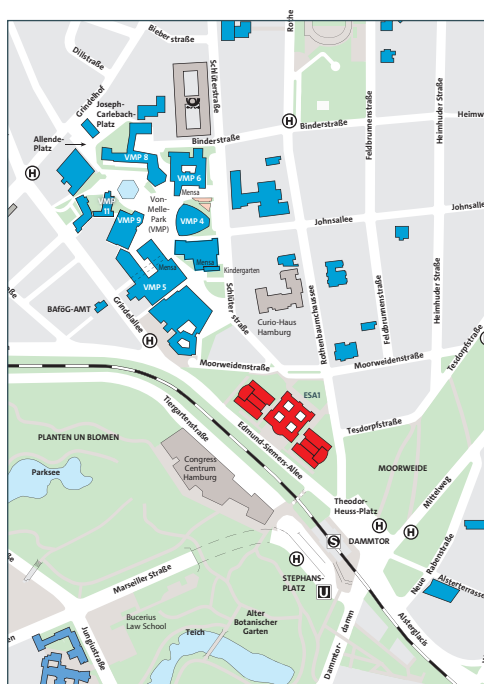 Bieberstraße
Rothe
Dillstraße
Schlüterstraße
Grindelhof
Joseph-
Carlebach-
Platz
Feldbrunnenstraße
Heimhuder Straße
Allende-
Platz
Binderstraße
H
Binderstraße
Heimw
VMP 8
VMP 6
H
Mensa
VMP
11
Von-
Melle-
Park
(VMP)
VMP 9
VMP 4
Johnsallee
Johnsallee
Mensa
Mensa
Kindergarten
VMP 5
BAföG-AMT
Grindelallee
Schlüterstraße
Curio-Haus
Hamburg
Rothenbaumchaussee
Feldbrunnenstraße
Heimhuder Straße
Tesdorpfstraße
H
Moorweidenstraße
Moorweidenstraße
ESA1
Tiergartenstraße
Edmund-Siemers-Allee
Tesdorpfstraße
PLANTEN UN BLOMEN
Parksee
Congress
Centrum
Hamburg
MOORWEIDE
Mittelweg
Theodor-
Heuss-Platz
H
H
S
DAMMTOR
H
STEPHANS-
PLATZ
U
Marseiller Straße
Neue Rabenstraße
Alsterterrasse
Bucerius
Law School
Alter
Botanischer
Garten
Teich
Jungiusstraße
Dammtor-
damm
Alsterglacis